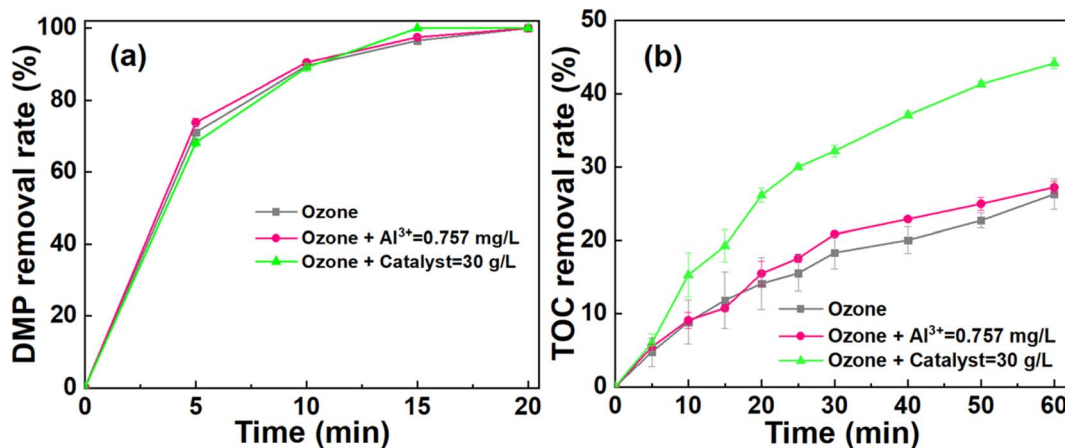 (a)
DMP removal rate (%)
100
80
60
40
20
0
Ozone
Ozone + Al³⁺=0.757 mg/L
Ozone + Catalyst=30 g/L
0 5 10 15 20
Time (min)
(b)
TOC removal rate (%)
50
40
30
20
10
0
Ozone
Ozone + Al³⁺=0.757 mg/L
Ozone + Catalyst=30 g/L
0 10 20 30 40 50 60
Time (min)